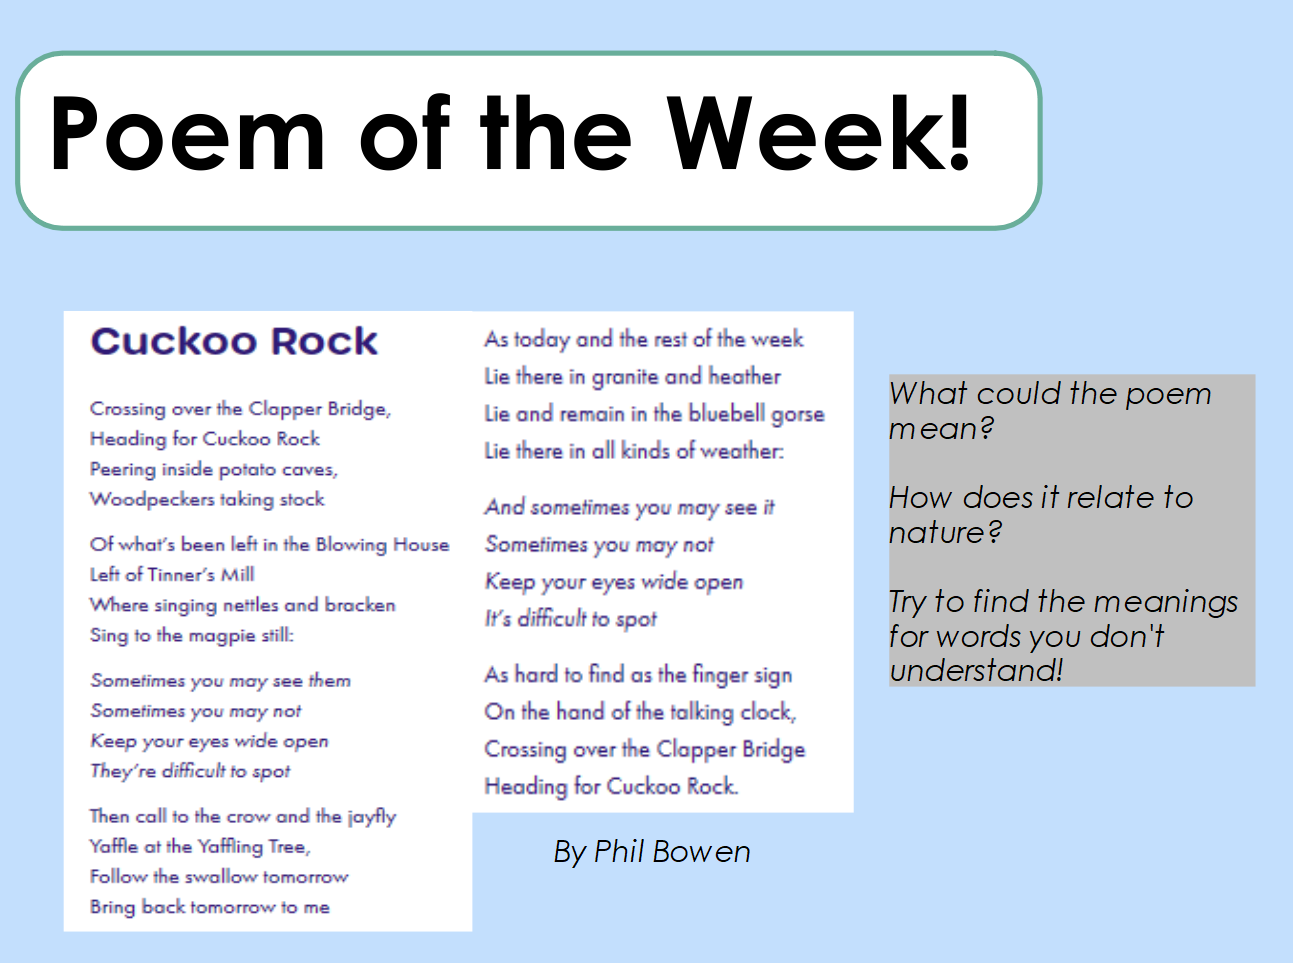 Poem of the Week!
Cuckoo Rock
Crossing over the Clapper Bridge,
Heading for Cuckoo Rock
Peering inside potato caves,
Woodpeckers taking stock
Of what's been left in the Blowing House
Left of Tinner's Mill
Where singing nettles and bracken
Sing to the magpie still:
Sometimes you may see them
Sometimes you may not
Keep your eyes wide open
They're difficult to spot
Then call to the crow and the jayfly
Yaffle at the Yaffling Tree,
Follow the swallow tomorrow
Bring back tomorrow to me
As today and the rest of the week
Lie there in granite and heather
Lie and remain in the bluebell gorse
Lie there in all kinds of weather:
And sometimes you may see it
Sometimes you may not
Keep your eyes wide open
It's difficult to spot
As hard to find as the finger sign
On the hand of the talking clock,
Crossing over the Clapper Bridge
Heading for Cuckoo Rock.
By Phil Bowen
What could the poem
mean?
How does it relate to
nature?
Try to find the meanings
for words you don't
understand!